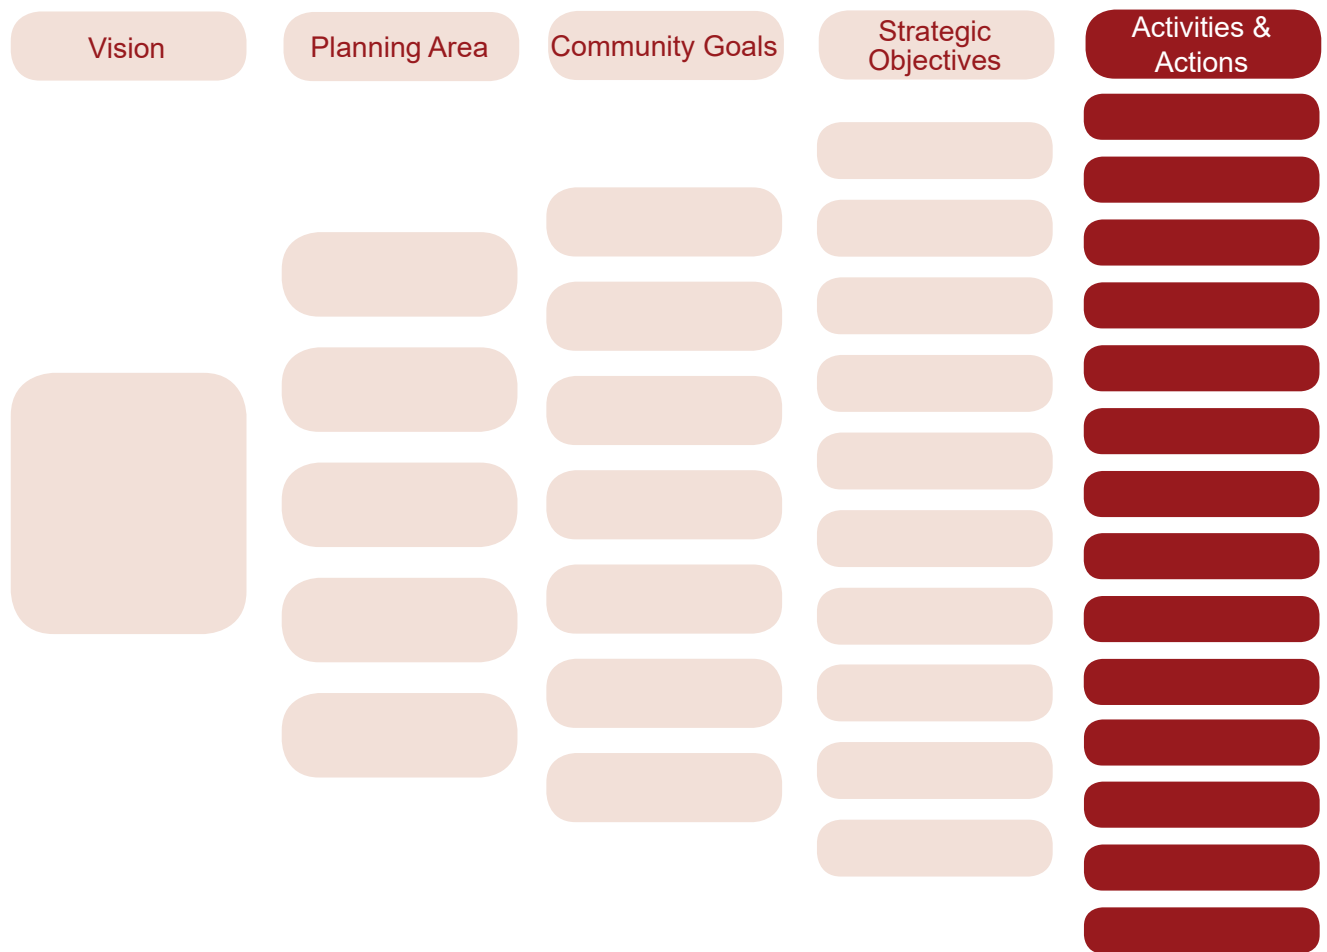 Vision
Planning Area
Community Goals
Strategic
Objectives
Activities &
Actions